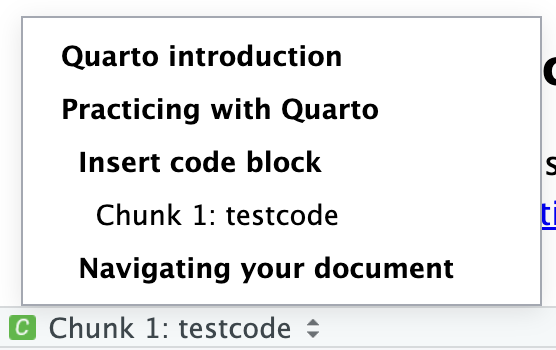 Quarto introduction
Practicing with Quarto
Insert code block
Chunk 1: testcode
Navigating your document
C Chunk 1: testcode